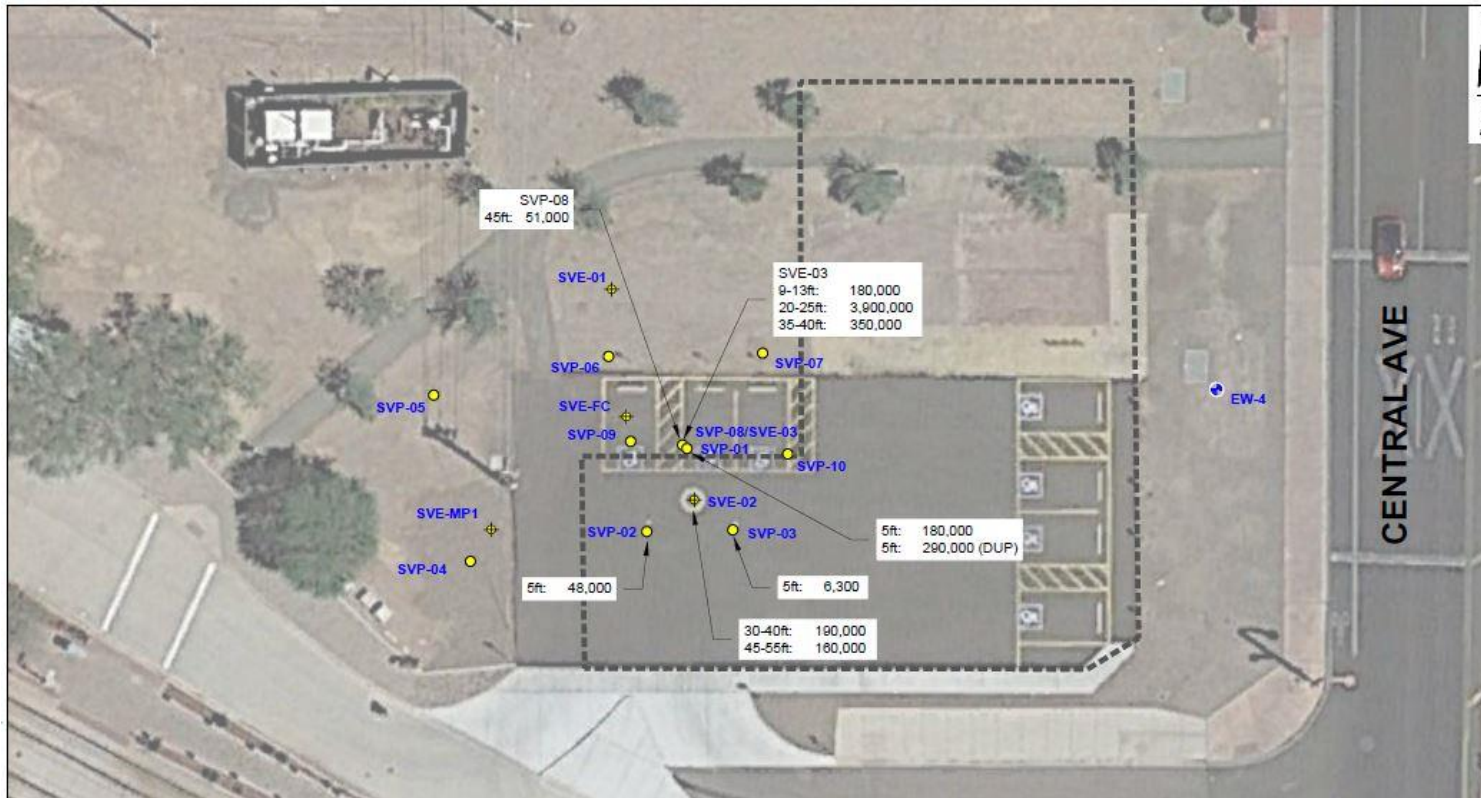 SVP-08
45ft: 51,000
SVE-03
9-13ft: 180,000
20-25ft: 3,900,000
35-40ft: 350,000
SVE-01
SVP-06
SVP-07
SVP-05
EW-4
SVE-FC
SVP-09
SVP-08/SVE-03
SVP-01
SVP-10
CENTRAL AVE
SVE-02
SVE-MP1
SVP-02
SVP-03
5ft: 180,000
5ft: 290,000 (DUP)
SVP-04
5ft: 48,000
5ft: 6,300
30-40ft: 190,000
45-55ft: 160,000